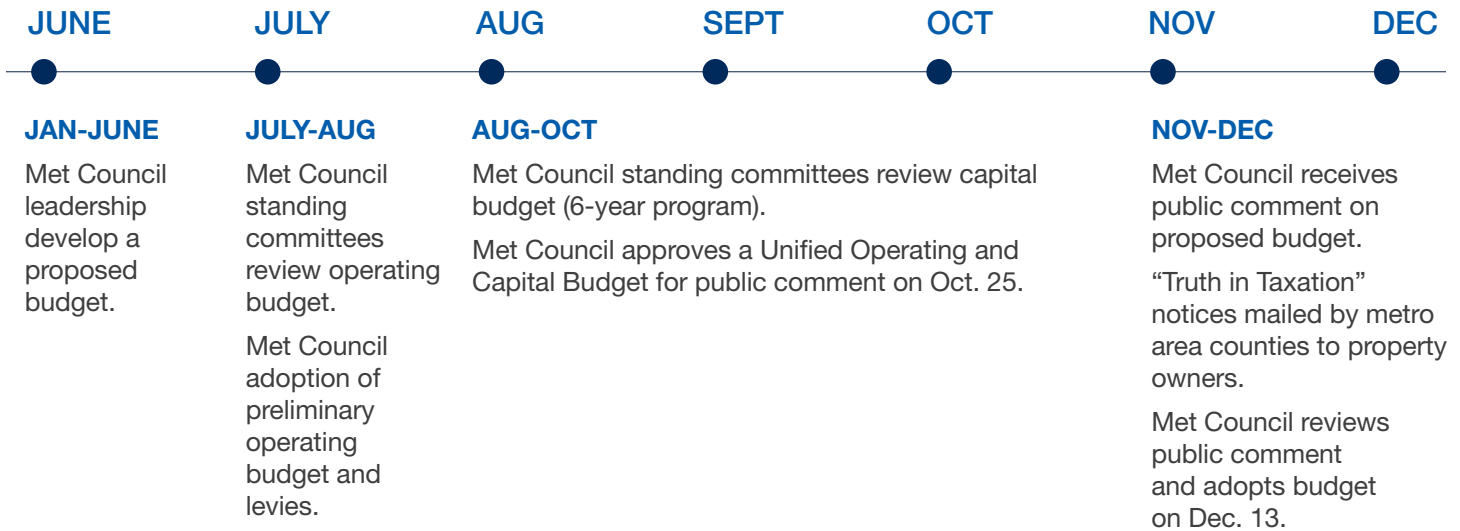 JUNE JULY AUG SEPT OCT NOV DEC
JAN-JUNE
Met Council
leadership
develop a
proposed
budget.
JULY-AUG
Met Council
standing
committees
review operating
budget.
Met Council
adoption of
preliminary
operating
budget and
levies.
AUG-OCT
Met Council standing committees review capital
budget (6-year program).
Met Council approves a Unified Operating and
Capital Budget for public comment on Oct. 25.
NOV-DEC
Met Council receives
public comment on
proposed budget.
“Truth in Taxation”
notices mailed by metro
area counties to property
owners.
Met Council reviews
public comment
and adopts budget
on Dec. 13.